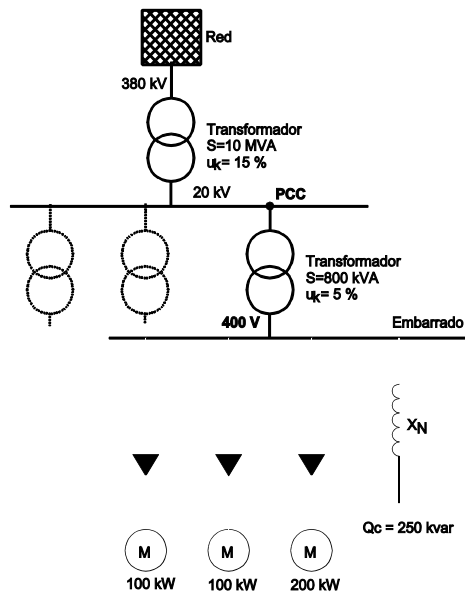 Red
380 kV
Transformador
S=10 MVA
uk= 15 %
20 kV
PCC
Transformador
S=800 kVA
uk= 5 %
400 V
Embarrado
XN
Qc = 250 kvar
M
M
M
100 kW
100 kW
200 kW